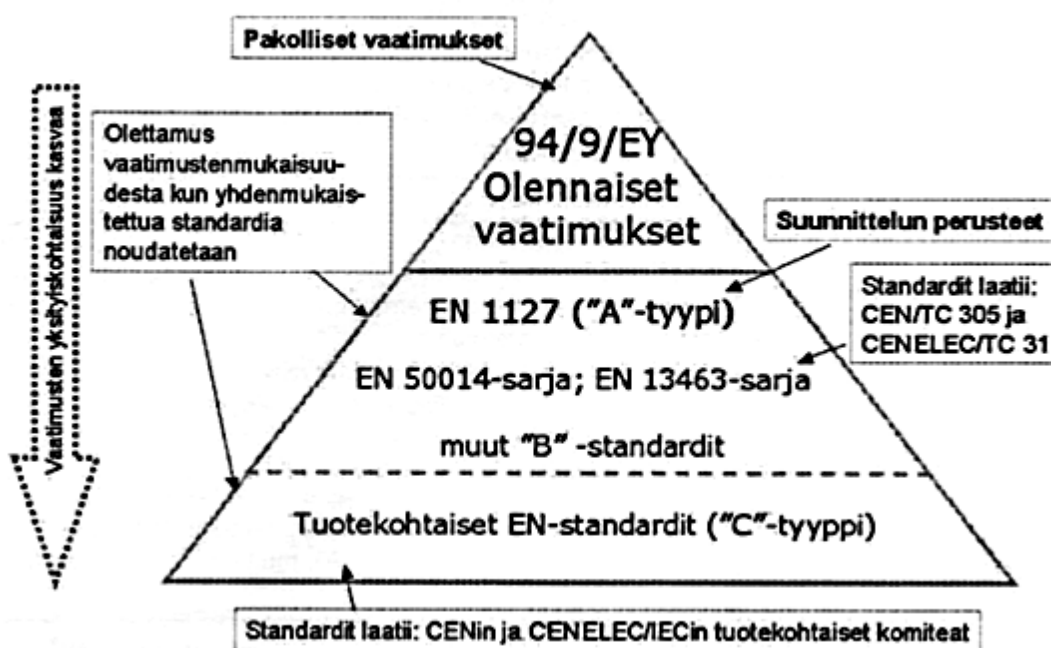 Pakolliset vaatimukset
Vaatimusten yksityiskohtaisuus kasvaa
Olettamus
vaatimustenmukaisuu-
desta kun yhdenmukais-
tettua standardia
noudatetaan
94/9/EY
Olennaiset
vaatimukset
Suunnittelun perusteet
EN 1127 ("A"-tyypi)
Standardit laatii:
CEN/TC 305 ja
CENELEC/TC 31
EN 50014-sarja; EN 13463-sarja
muut "B" -standardit
Tuotekohtaiset EN-standardit ("C"-tyyppi)
Standardit laatii: CENin ja CENELEC/IECin tuotekohtaiset komiteat